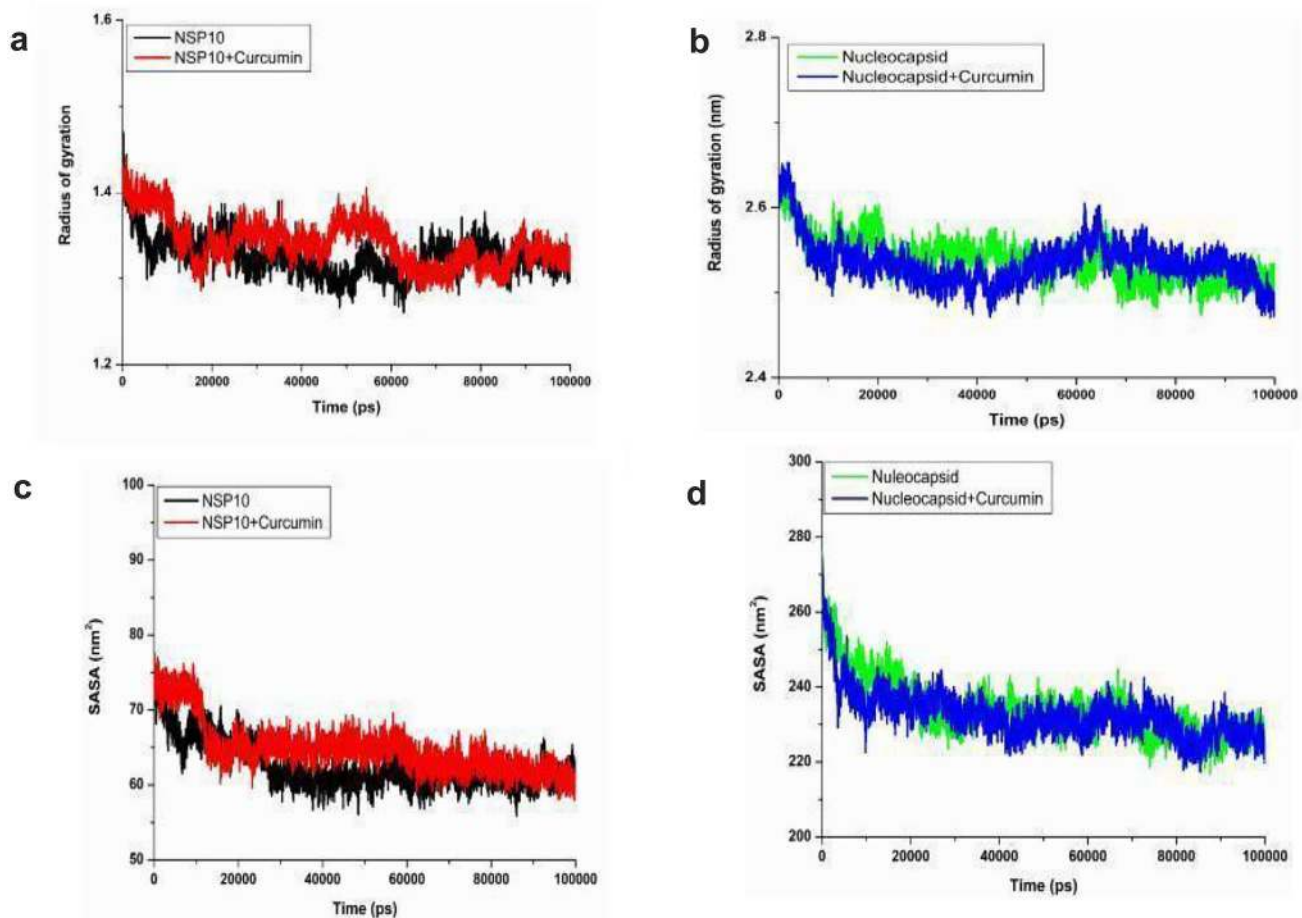 a
1.6
NSP10
NSP10+Curcumin
Radius of gyration
1.4
1.2
0
20000
40000
60000
80000
100000
Time (ps)
b
2.8
Nucleocapsid
Nucleocapsid+Curcumin
Radius of gyration (nm)
2.6
2.4
0
20000
40000
60000
80000
100000
Time (ps)
c
100
NSP10
NSP10+Curcumin
90
80
SASA (nm²)
70
60
50
0
20000
40000
60000
80000
100000
Time (ps)
d
300
Nuleocapsid
Nucleocapsid+Curcumin
280
260
SASA (nm²)
240
220
200
0
20000
40000
60000
80000
100000
Time (ps)